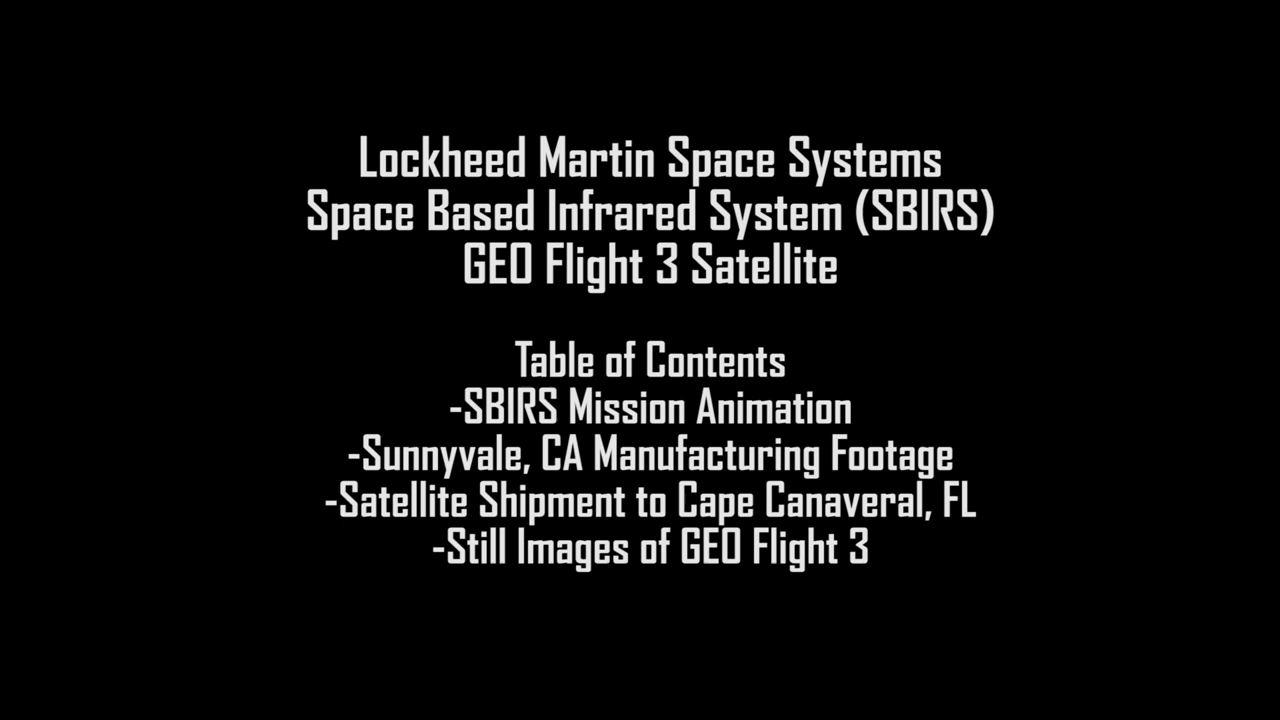 Lockheed Martin Space Systems
Space Based Infrared System (SBIRS)
GEO Flight 3 Satellite
Table of Contents
-SBIRS Mission Animation
-Sunnyvale, CA Manufacturing Footage
-Satellite Shipment to Cape Canaveral, FL
-Still Images of GEO Flight 3